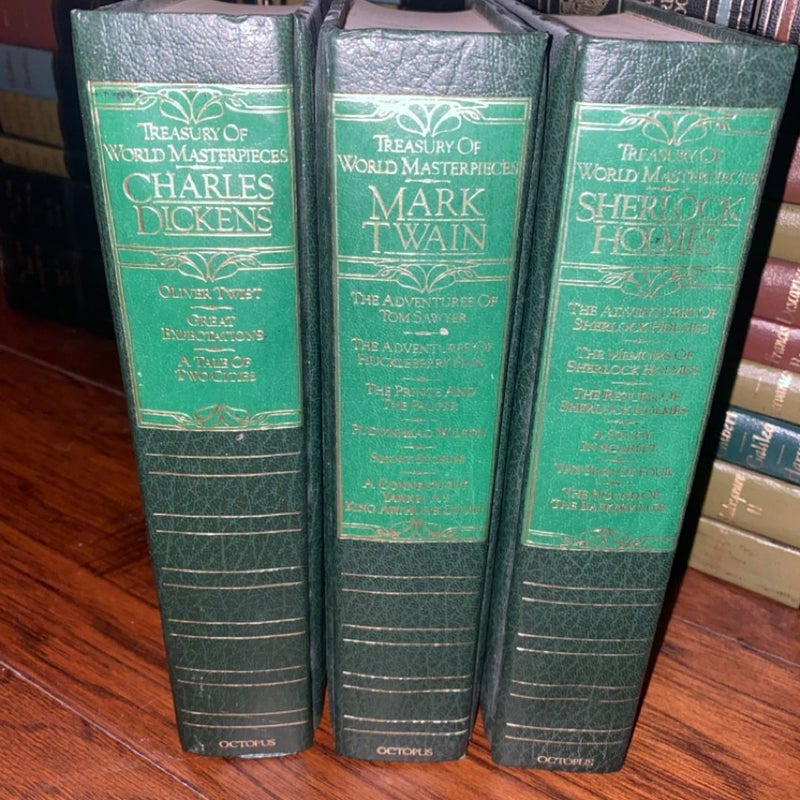 TREASURY OF
WORLD MASTERPIECES
CHARLES
DICKENS
OLIVER TWIST
GREAT
EXPECTATIONS
A TALE OF
TWO CITIES
OCTOPUS
TREASURY OF
WORLD MASTERPIECES
MARK
TWAIN
THE ADVENTURES OF
TOM SAWYER
THE ADVENTURES OF
HUCKLEBERRY FINN
THE PRINCE AND
THE PAUPER
PUDD'NHEAD WILSON
SHORT STORIES
A CONNECTICUT
YANKEE AT
KING ARTHUR'S COURT
OCTOPUS
TREASURY OF
WORLD MASTERPIECES
SHERLOCK
HOLMES
THE ADVENTURES OF
SHERLOCK HOLMES
THE MEMOIRS OF
SHERLOCK HOLMES
THE RETURN OF
SHERLOCK HOLMES
A STUDY
IN SCARLET
THE SIGN OF FOUR
THE HOUND OF
THE BASKERVILLES
OCTOPUS
Galileo